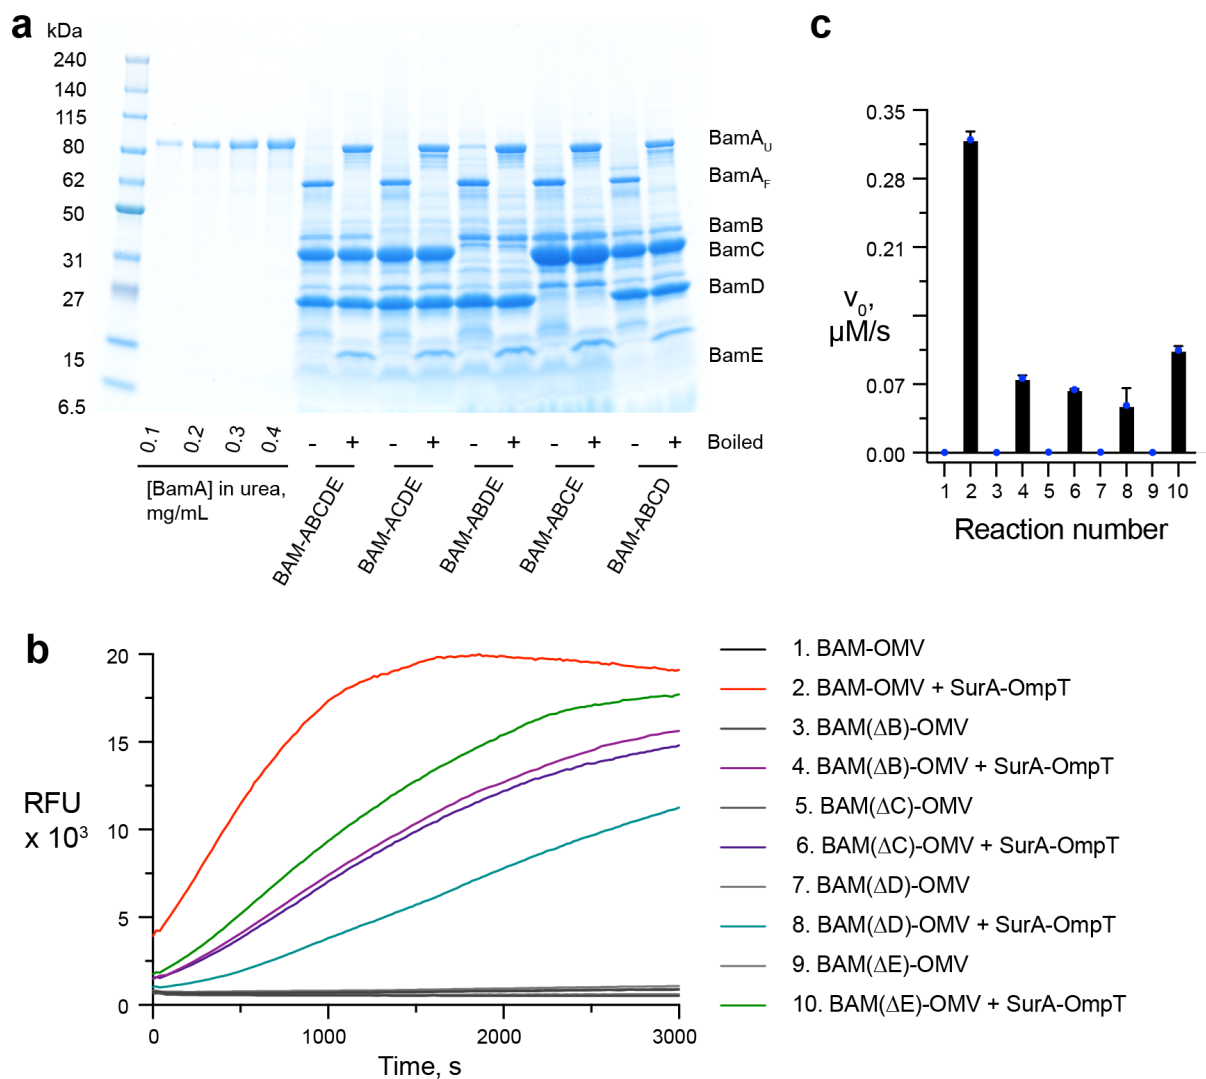 a
kDa
240
140
115
80
62
50
31
27
15
6.5
BamA_U
BamA_F
BamB
BamC
BamD
BamE
0.1 0.2 0.3 0.4 - + - + - + - + - + Boiled
[BamA] in urea,
mg/mL
BAM-ABCDE
BAM-ACDE
BAM-ABDE
BAM-ABCE
BAM-ABCD
c
0.35
0.28
0.21
0.07
0.00
v₀,
µM/s
1 2 3 4 5 6 7 8 9 10
Reaction number
b
20
15
10
5
0
RFU
x 10³
0 1000 2000 3000
Time, s
1. BAM-OMV
2. BAM-OMV + SurA-OmpT
3. BAM(ΔB)-OMV
4. BAM(ΔB)-OMV + SurA-OmpT
5. BAM(ΔC)-OMV
6. BAM(ΔC)-OMV + SurA-OmpT
7. BAM(ΔD)-OMV
8. BAM(ΔD)-OMV + SurA-OmpT
9. BAM(ΔE)-OMV
10. BAM(ΔE)-OMV + SurA-OmpT